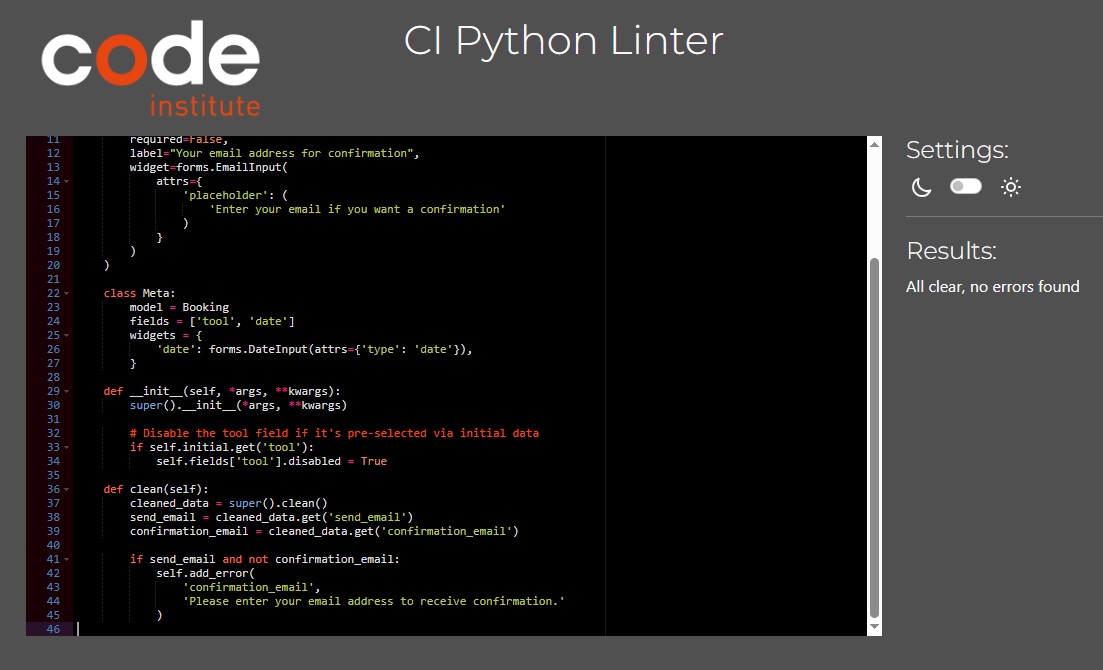 code
institute
CI Python Linter
11 required=False,
12 label="Your email address for confirmation",
13 widget=forms.EmailInput(
14 attrs={
15 'placeholder': (
16 'Enter your email if you want a confirmation'
17 )
18 }
19 )
20 )
21
22 class Meta:
23 model = Booking
24 fields = ['tool', 'date']
25 widgets = {
26 'date': forms.DateInput(attrs={'type': 'date'}),
27 }
28
29 def __init__(self, *args, **kwargs):
30 super().__init__(*args, **kwargs)
31
32 # Disable the tool field if it's pre-selected via initial data
33 if self.initial.get('tool'):
34 self.fields['tool'].disabled = True
35
36 def clean(self):
37 cleaned_data = super().clean()
38 send_email = cleaned_data.get('send_email')
39 confirmation_email = cleaned_data.get('confirmation_email')
40
41 if send_email and not confirmation_email:
42 self.add_error(
43 'confirmation_email',
44 'Please enter your email address to receive confirmation.'
45 )
46
Settings:
Results:
All clear, no errors found